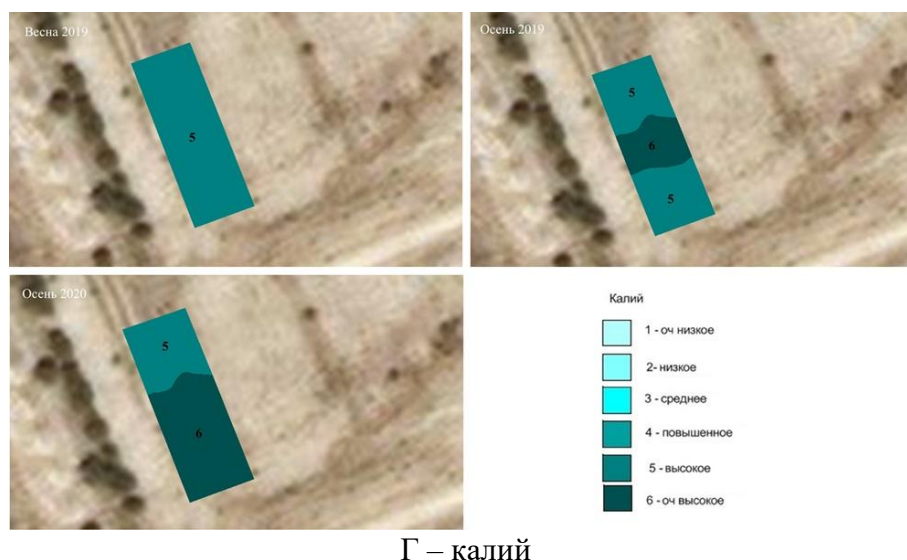 Весна 2019
5
Осень 2019
5
6
5
Осень 2020
5
6
Калий
1 - оч низкое
2- низкое
3 - среднее
4 - повышенное
5 - высокое
6 - оч высокое
Г – калий